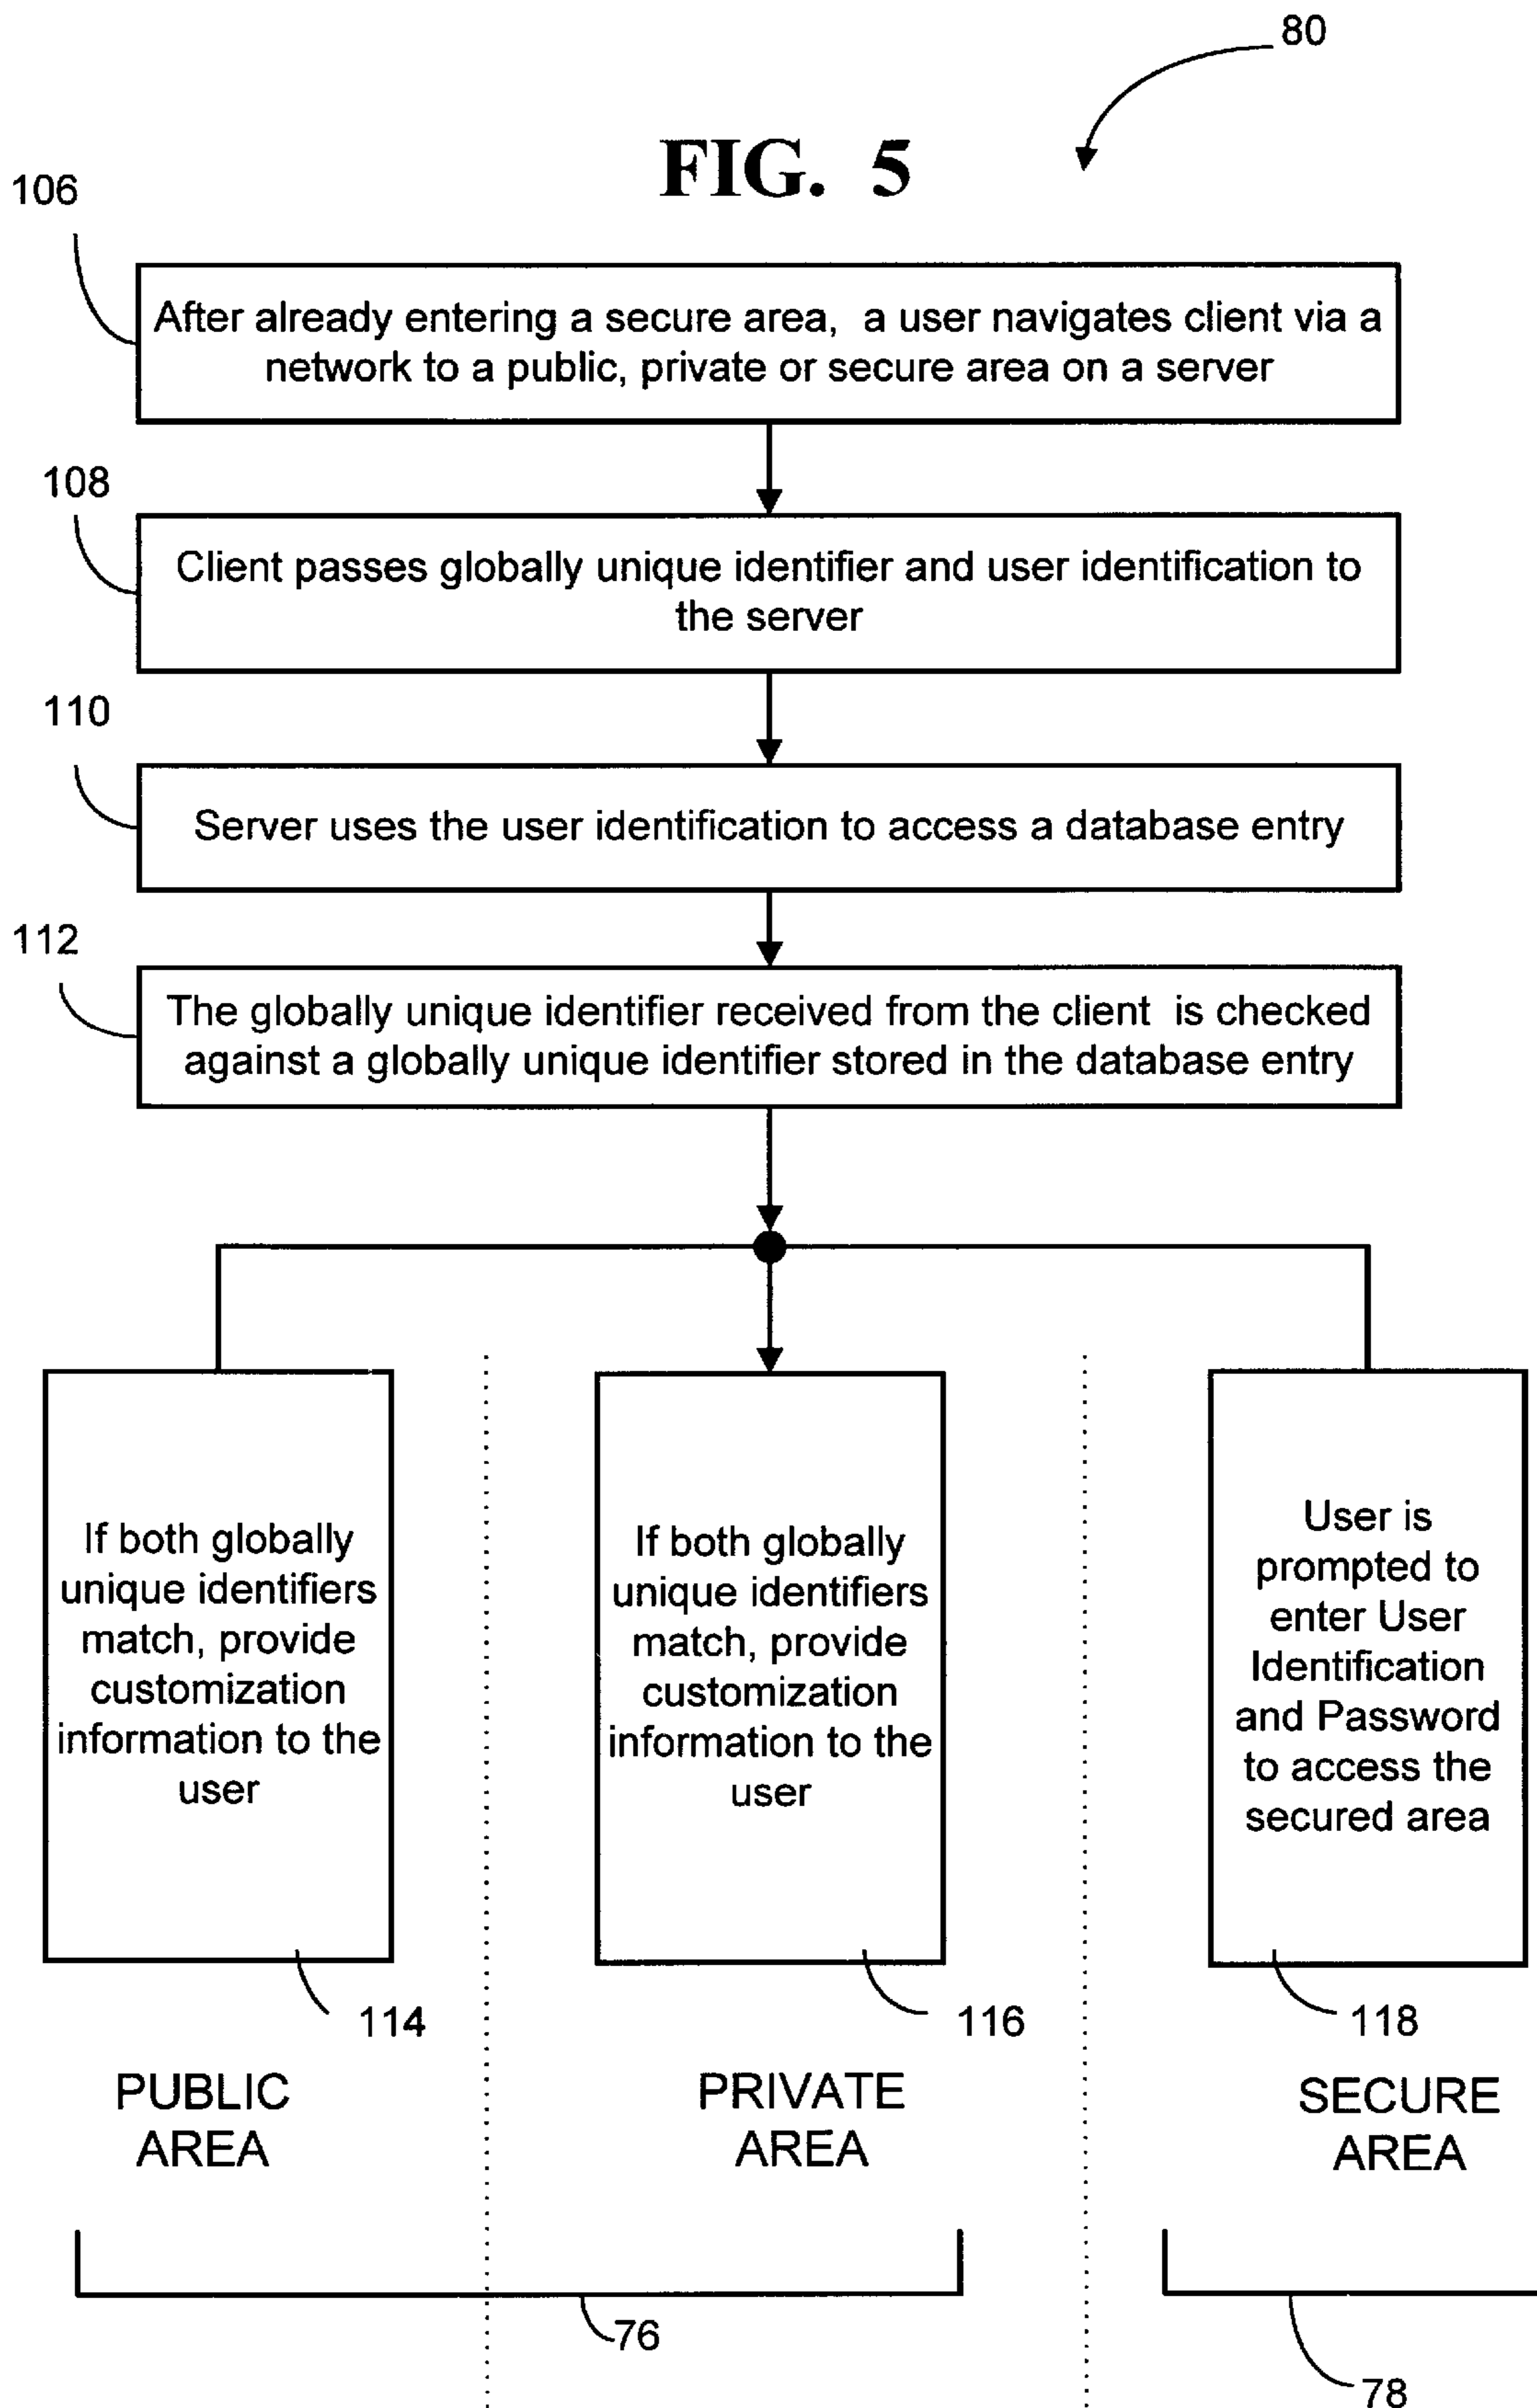 80
FIG. 5
106
After already entering a secure area, a user navigates client via a
network to a public, private or secure area on a server
108
Client passes globally unique identifier and user identification to
the server
110
Server uses the user identification to access a database entry
112
The globally unique identifier received from the client is checked
against a globally unique identifier stored in the database entry
If both globally
unique identifiers
match, provide
customization
information to the
user
114
PUBLIC
AREA
If both globally
unique identifiers
match, provide
customization
information to the
user
116
PRIVATE
AREA
User is
prompted to
enter User
Identification
and Password
to access the
secured area
118
SECURE
AREA
76
78